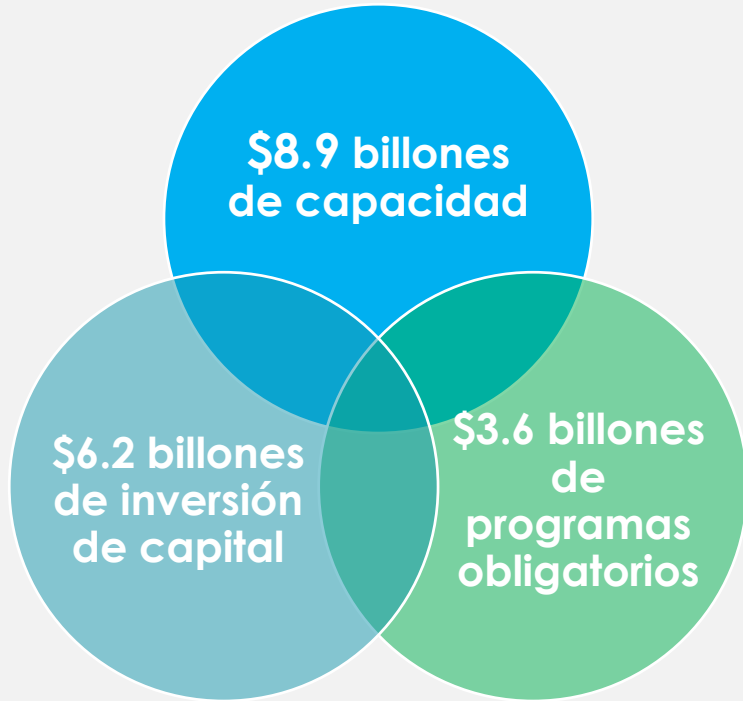 $8.9 billones
de capacidad
$6.2 billones
de inversión
de capital
$3.6 billones
de
programas
obligatorios